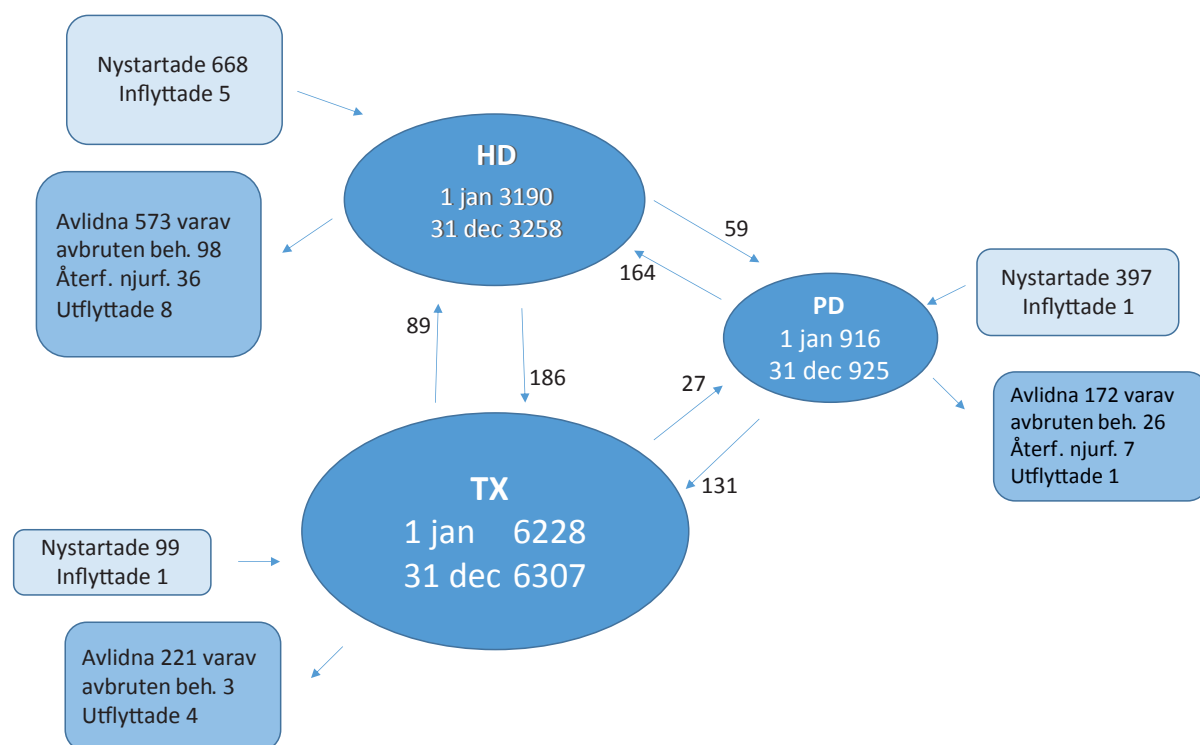 Nystartade 668
Inflyttade 5
HD
1 jan 3190
31 dec 3258
Avlidna 573 varav
avbruten beh. 98
Återf. njurf. 36
Utflyttade 8
59
164
Nystartade 397
Inflyttade 1
PD
1 jan 916
31 dec 925
89
186
27
131
Avlidna 172 varav
avbruten beh. 26
Återf. njurf. 7
Utflyttade 1
TX
1 jan 6228
31 dec 6307
Nystartade 99
Inflyttade 1
Avlidna 221 varav
avbruten beh. 3
Utflyttade 4